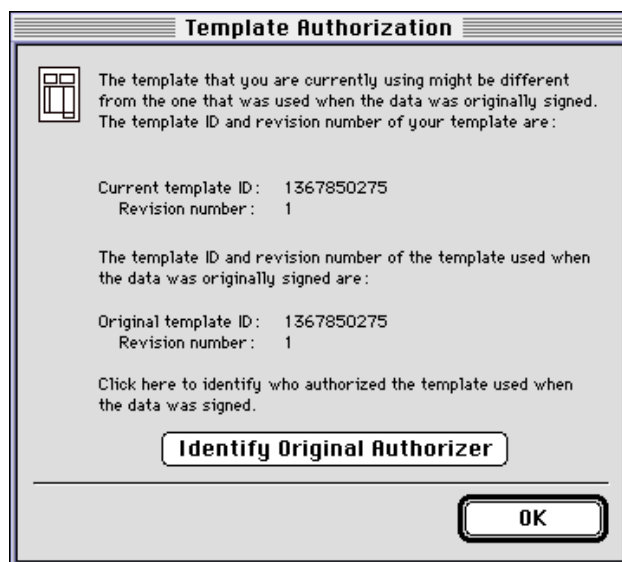 Template Authorization
The template that you are currently using might be different
from the one that was used when the data was originally signed.
The template ID and revision number of your template are:
Current template ID: 1367850275
Revision number: 1
The template ID and revision number of the template used when
the data was originally signed are:
Original template ID: 1367850275
Revision number: 1
Click here to identify who authorized the template used when
the data was signed.
Identify Original Authorizer
OK